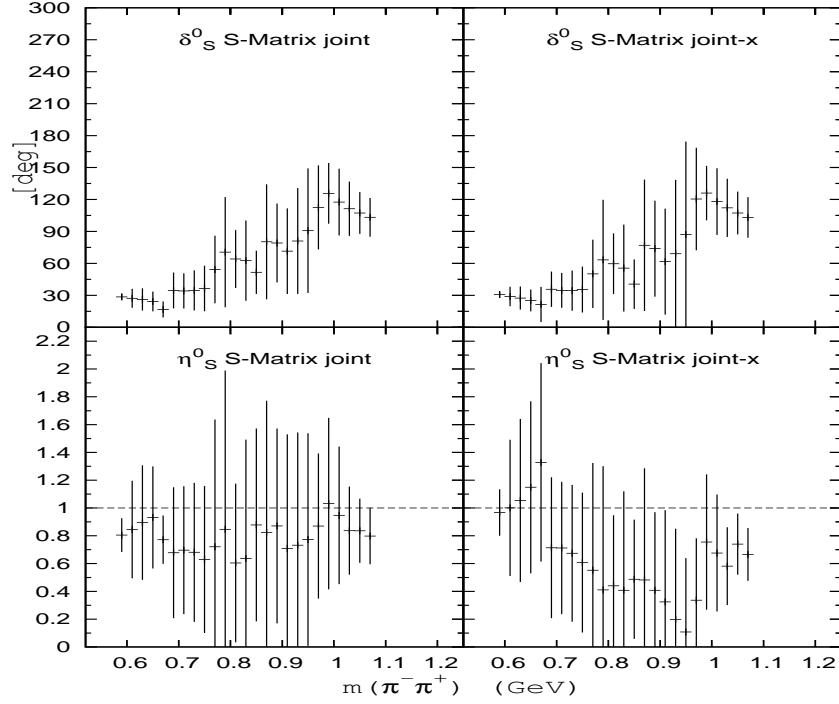 δ⁰S S-Matrix joint
δ⁰S S-Matrix joint-x
300
270
240
210
180
150
120
90
60
30
0
[deg]
η⁰S S-Matrix joint
η⁰S S-Matrix joint-x
2.2
2
1.8
1.6
1.4
1.2
1
0.8
0.6
0.4
0.2
0
0.6 0.7 0.8 0.9 1 1.1 1.2
0.6 0.7 0.8 0.9 1 1.1 1.2
m (π⁻π⁺) (GeV)